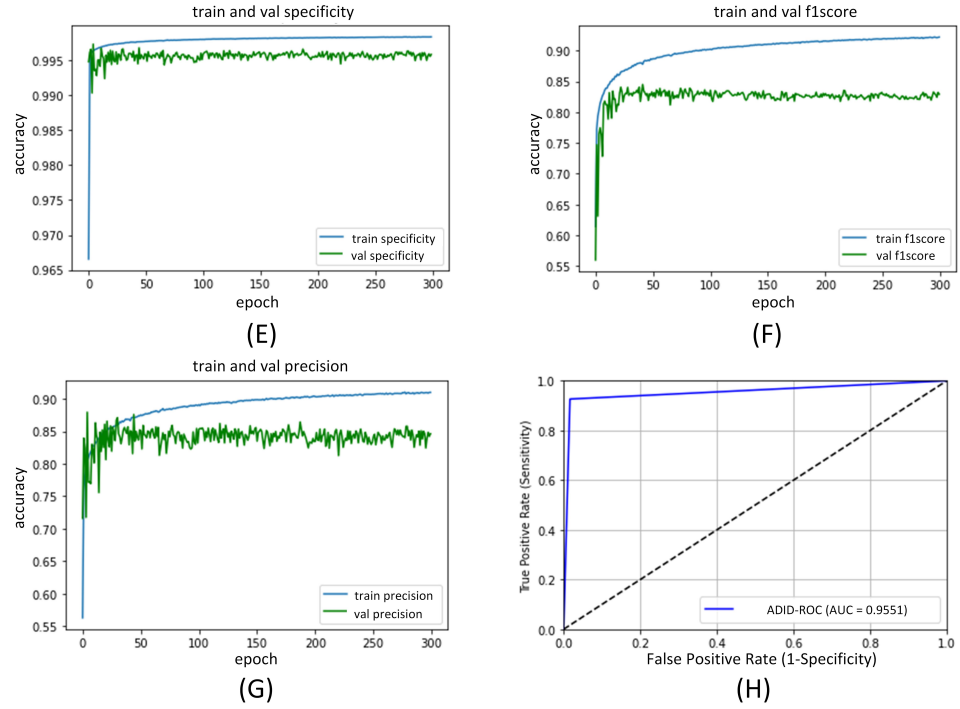 train and val specificity
accuracy
0.995
0.990
0.985
0.980
0.975
0.970
0.965
train specificity
val specificity
0 50 100 150 200 250 300
epoch
(E)
train and val f1score
accuracy
0.90
0.85
0.80
0.75
0.70
0.65
0.60
0.55
train f1score
val f1score
0 50 100 150 200 250 300
epoch
(F)
train and val precision
accuracy
0.90
0.85
0.80
0.75
0.70
0.65
0.60
0.55
train precision
val precision
0 50 100 150 200 250 300
epoch
(G)
True Positive Rate (Sensitivity)
1.0
0.8
0.6
0.4
0.2
0.0
ADID-ROC (AUC = 0.9551)
0.0 0.2 0.4 0.6 0.8 1.0
False Positive Rate (1-Specificity)
(H)